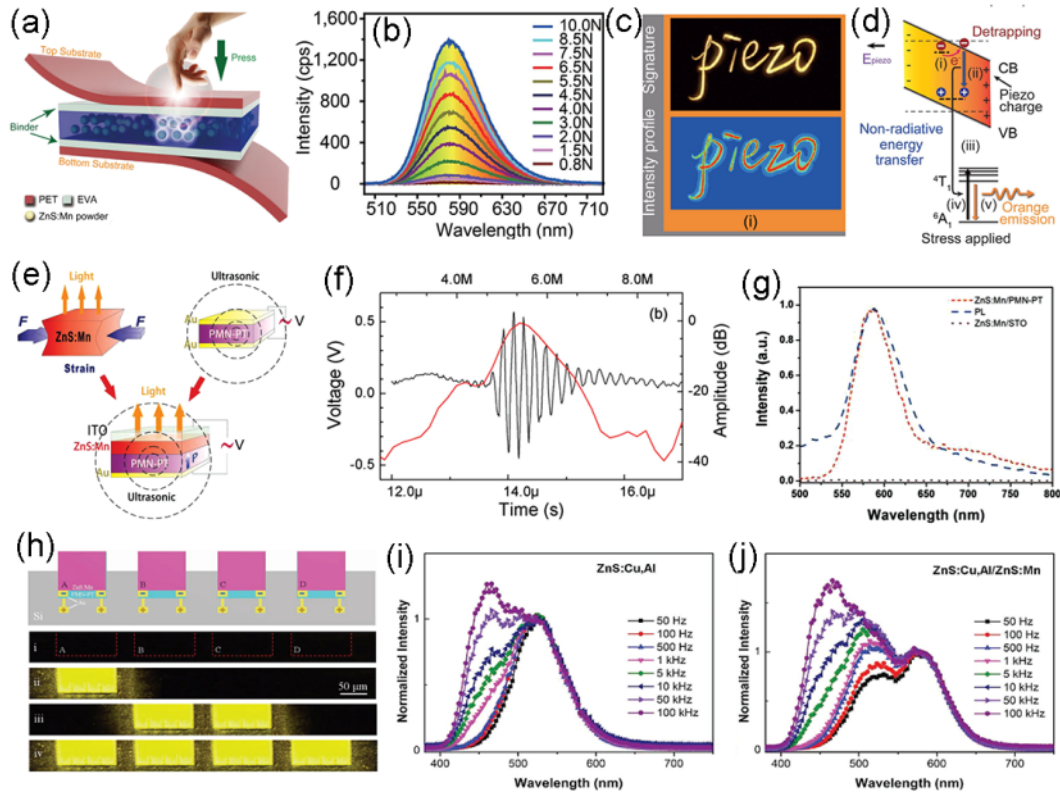 (a)
Top Substrate
Press
Binder
Bottom Substrate
PET
EVA
ZnS:Mn powder
(b)
Intensity (cps)
1,600
1200
800
400
0
510
550
590
630
670
710
Wavelength (nm)
10.0N
8.5N
7.5N
6.5N
5.5N
4.5N
4.0N
3.0N
2.0N
1.5N
0.8N
(c)
Signature
piezo
Intensity profile
piezo
(i)
(d)
Detrapping
Epiezo
(i)
e
(ii)
CB
Piezo
charge
VB
Non-radiative
energy
transfer
(iii)
⁴T₁
(iv)
(v)
Orange
emission
⁶A₁
Stress applied
(e)
Light
Ultrasonic
F
ZnS:Mn
F
Strain
Au
PMN-PT
Au
~V
Light
ITO
ZnS:Mn
PMN-PT
Au
F
~V
Ultrasonic
(f)
4.0M
6.0M
8.0M
(b)
Voltage (V)
0.5
0.0
-0.5
Amplitude (dB)
0
-20
-40
12.0μ
14.0μ
16.0μ
Time (s)
(g)
Intensity (a.u.)
1.0
0.8
0.6
0.4
0.2
0.0
500
550
600
650
700
750
800
Wavelength (nm)
ZnS:Mn/PMN-PT
PL
ZnS:Mn/STO
(h)
A
B
C
D
ZnS:Mn
PMN-PT
Au
Si
i
A
B
C
D
ii
50 μm
iii
iv
(i)
ZnS:Cu,Al
Normalized Intensity
1
0
400
500
600
700
Wavelength (nm)
50 Hz
100 Hz
500 Hz
1 kHz
5 kHz
10 kHz
50 kHz
100 kHz
(j)
ZnS:Cu,Al/ZnS:Mn
Normalized Intensity
1
0
400
500
600
700
Wavelength (nm)
50 Hz
100 Hz
500 Hz
1 kHz
5 kHz
10 kHz
50 kHz
100 kHz